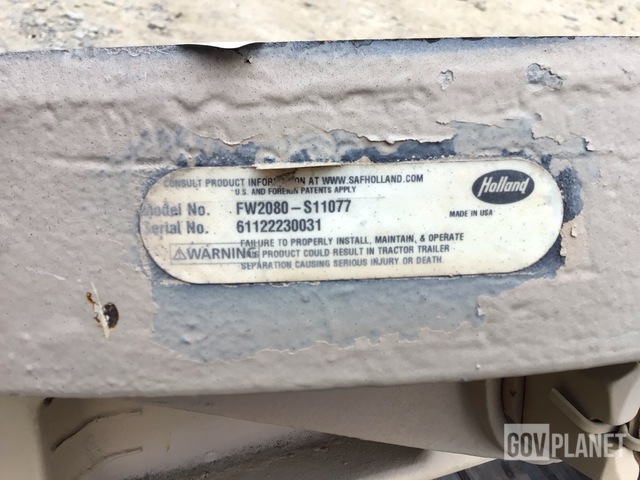 CONSULT PRODUCT INFORMATION AT WWW.SAFHOLLAND.COM
U.S. AND FOREIGN PATENTS APPLY
Holland
Model No. FW2080-S11077
MADE IN USA
Serial No. 61122230031
FAILURE TO PROPERLY INSTALL, MAINTAIN, & OPERATE
WARNING PRODUCT COULD RESULT IN TRACTOR TRAILER
SEPARATION CAUSING SERIOUS INJURY OR DEATH.
GOVPLANET